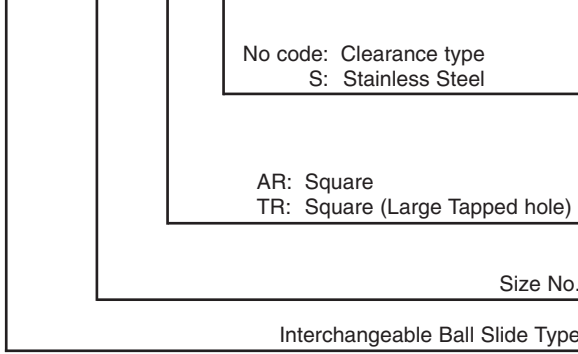 No code: Clearance type
S: Stainless Steel
AR: Square
TR: Square (Large Tapped hole)
Size No.
Interchangeable Ball Slide Type